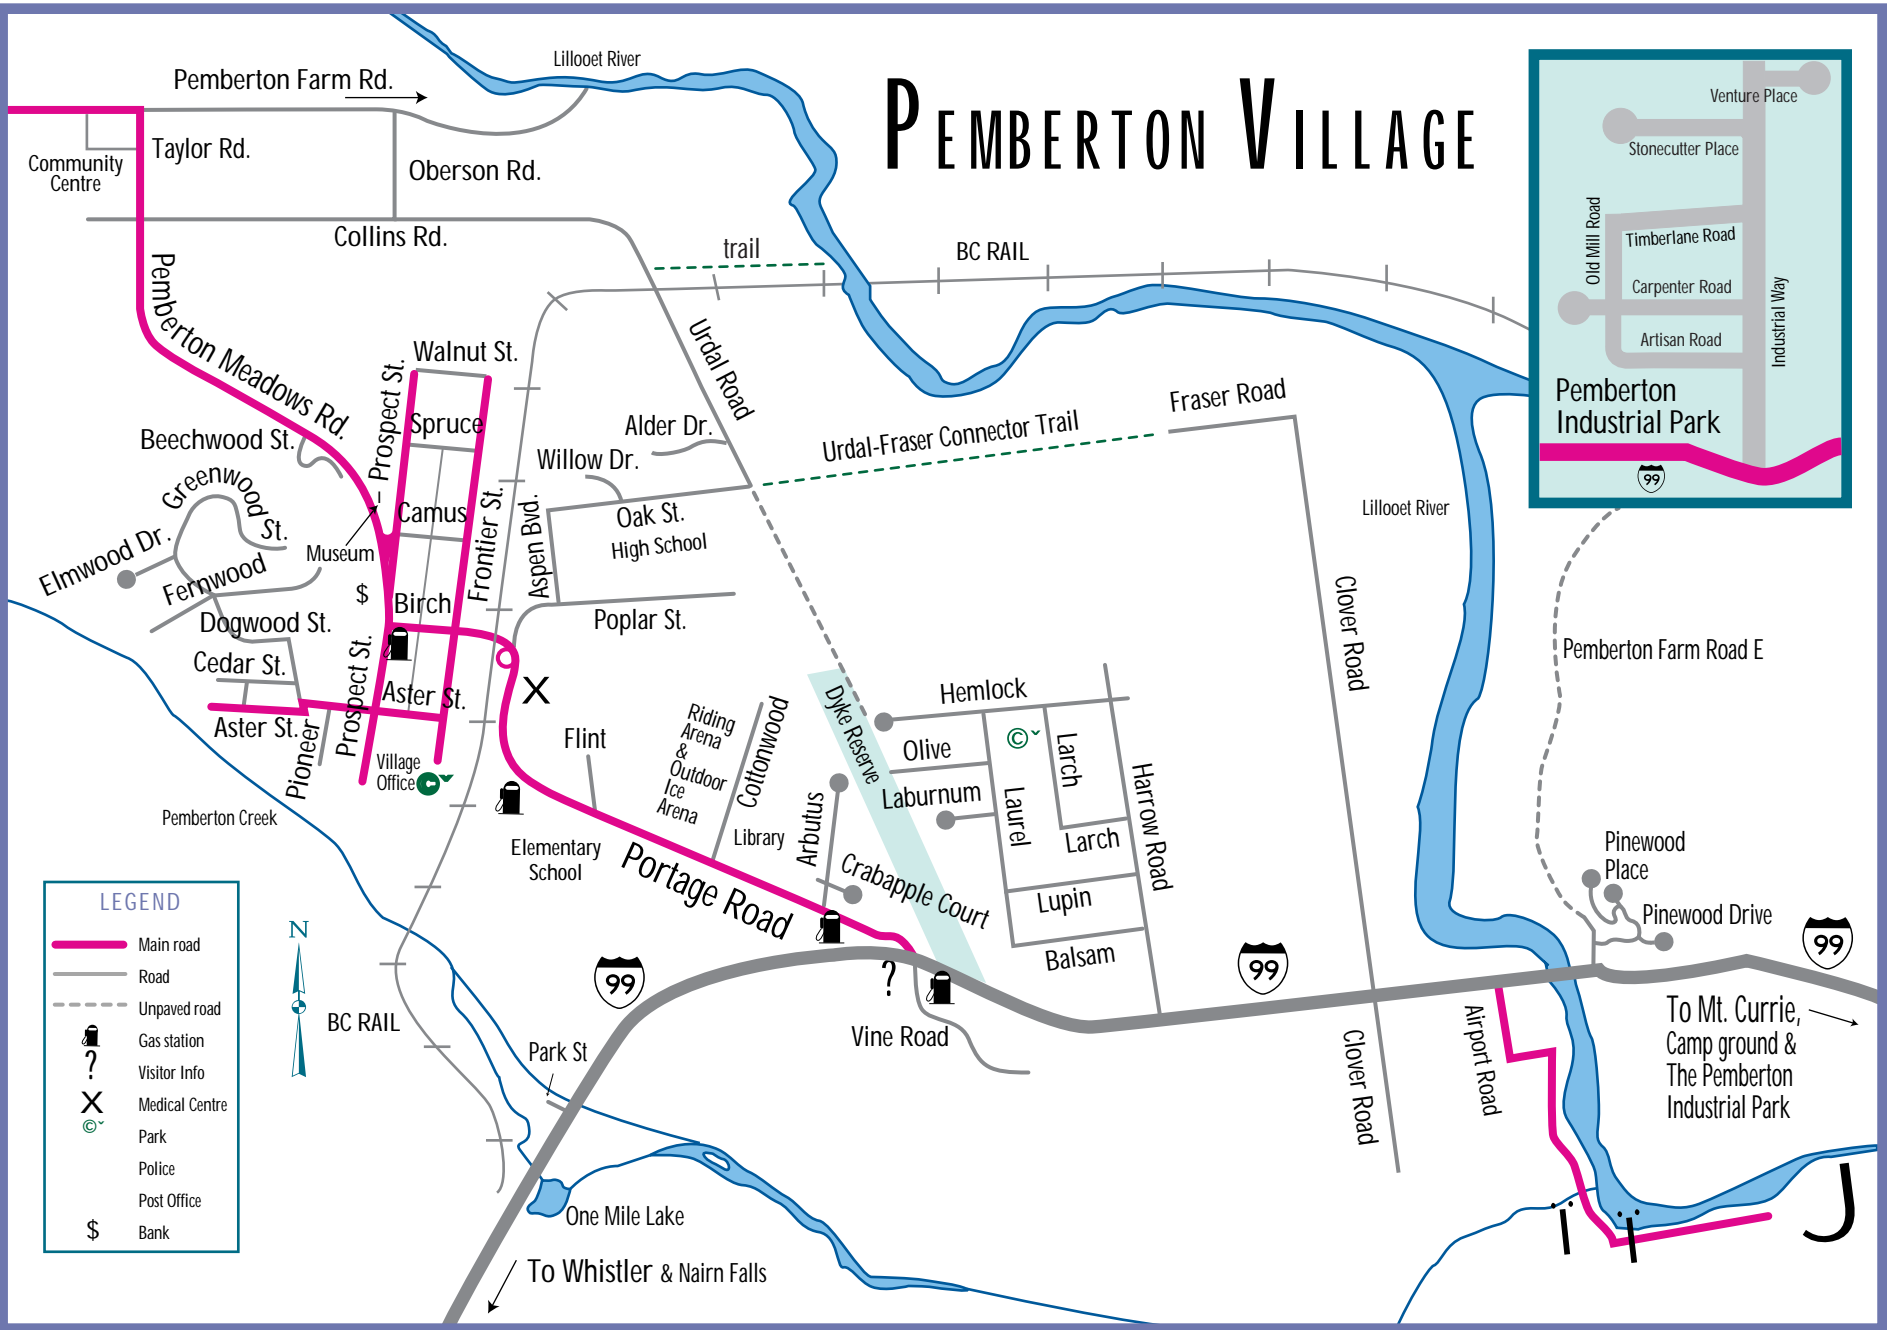 PEMBERTON VILLAGE
Lillooet River
Pemberton Farm Rd.
Taylor Rd.
Community
Centre
Oberson Rd.
Collins Rd.
trail
BC RAIL
Pemberton Meadows Rd.
Urdal Road
Walnut St.
Prospect St.
Spruce
Beechwood St.
Greenwood
St.
Camus
Frontier St.
Museum
Elmwood Dr.
Fernwood
$
Birch
Dogwood St.
Cedar St.
Prospect St.
Aster St.
Aster St.
Pioneer
Village
Office
Pemberton Creek
Alder Dr.
Willow Dr.
Aspen Bvd.
Oak St.
High School
Poplar St.
Urdal-Fraser Connector Trail
Fraser Road
X
Flint
Riding
Arena
&
Outdoor
Ice
Arena
Cottonwood
Library
Arbutus
Dyke Reserve
Crabapple Court
Elementary
School
Portage Road
Hemlock
Olive
Laburnum
Laurel
©ˇ
Larch
Larch
Lupin
Balsam
Harrow Road
Clover Road
Clover Road
Lillooet River
Pemberton Farm Road E
Pinewood
Place
Pinewood Drive
99
99
99
?
Vine Road
Airport Road
To Mt. Currie,
Camp ground &
The Pemberton
Industrial Park
J
BC RAIL
Park St
One Mile Lake
To Whistler & Nairn Falls
N
LEGEND
Main road
Road
Unpaved road
Gas station
? Visitor Info
X Medical Centre
©ˇ Park
Police
Post Office
$ Bank
Venture Place
Stonecutter Place
Old Mill Road
Timberlane Road
Carpenter Road
Industrial Way
Artisan Road
Pemberton
Industrial Park
99